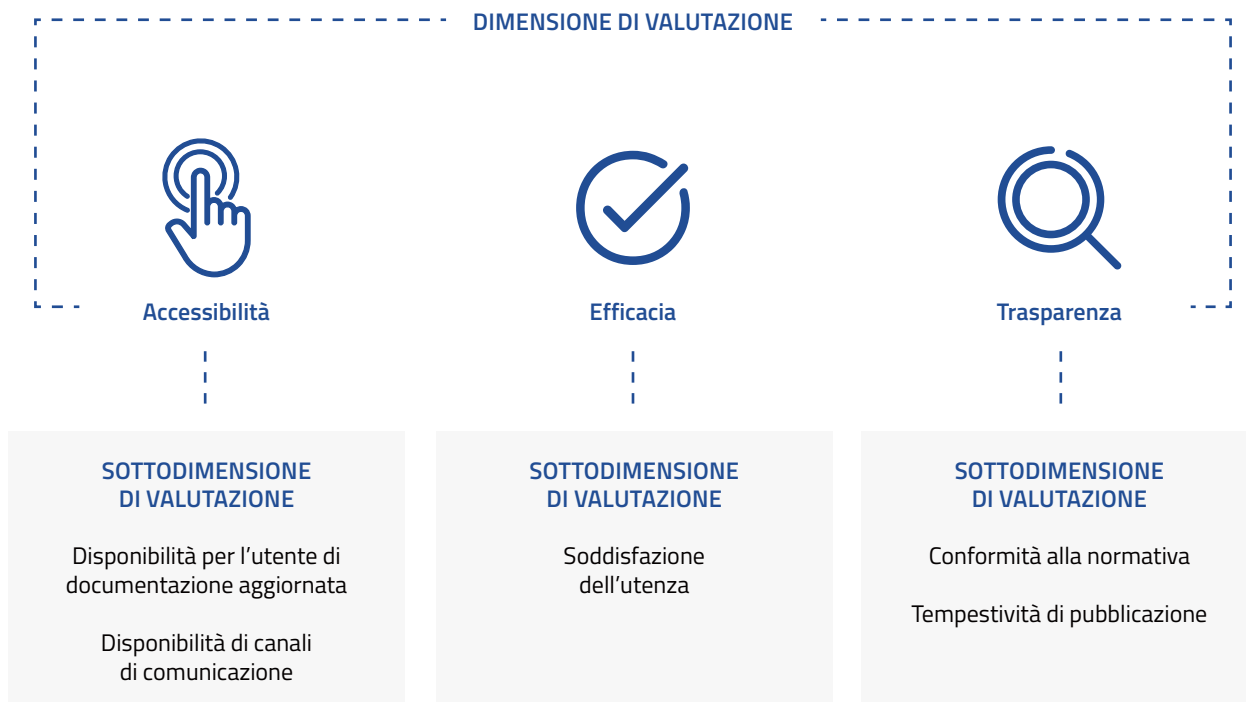 DIMENSIONE DI VALUTAZIONE
Accessibilità
Efficacia
Trasparenza
SOTTODIMENSIONE
DI VALUTAZIONE
Disponibilità per l’utente di
documentazione aggiornata
Disponibilità di canali
di comunicazione
SOTTODIMENSIONE
DI VALUTAZIONE
Soddisfazione
dell’utenza
SOTTODIMENSIONE
DI VALUTAZIONE
Conformità alla normativa
Tempestività di pubblicazione